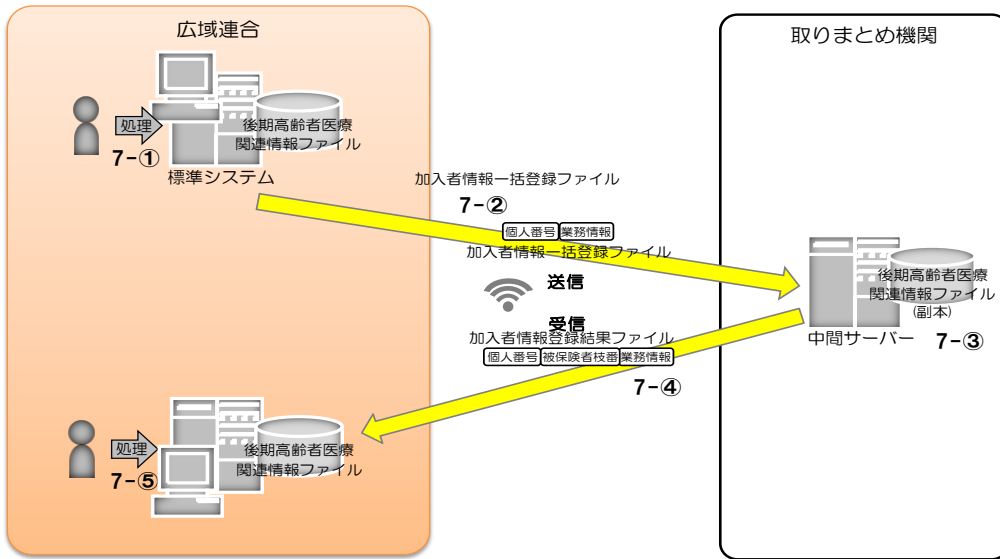 広域連合
取りまとめ機関
処理
7-①
後期高齢者医療
関連情報ファイル
標準システム
加入者情報一括登録ファイル
7-②
個人番号 業務情報
加入者情報一括登録ファイル
送信
受信
後期高齢者医療
関連情報ファイル
(副本)
中間サーバー
7-③
加入者情報登録結果ファイル
個人番号 被保険者枝番 業務情報
7-④
処理
7-⑤
後期高齢者医療
関連情報ファイル